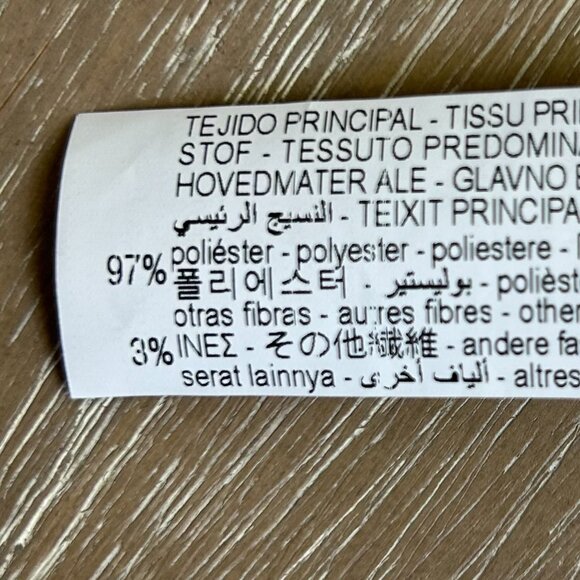 TEJIDO PRINCIPAL - TISSU PRI
STOF - TESSUTO PREDOMINA
HOVEDMATER ALE - GLAVNO
النسيج الرئيسي - TEIXIT PRINCIPA
97% poliéster - polyester - poliestere -
폴리에스터 - بوليستير - polièst
otras fibras - autres fibres - other
3% ΙΝΕΣ - その他繊維 - andere fa
serat lainnya - ألياف أخرى - altres